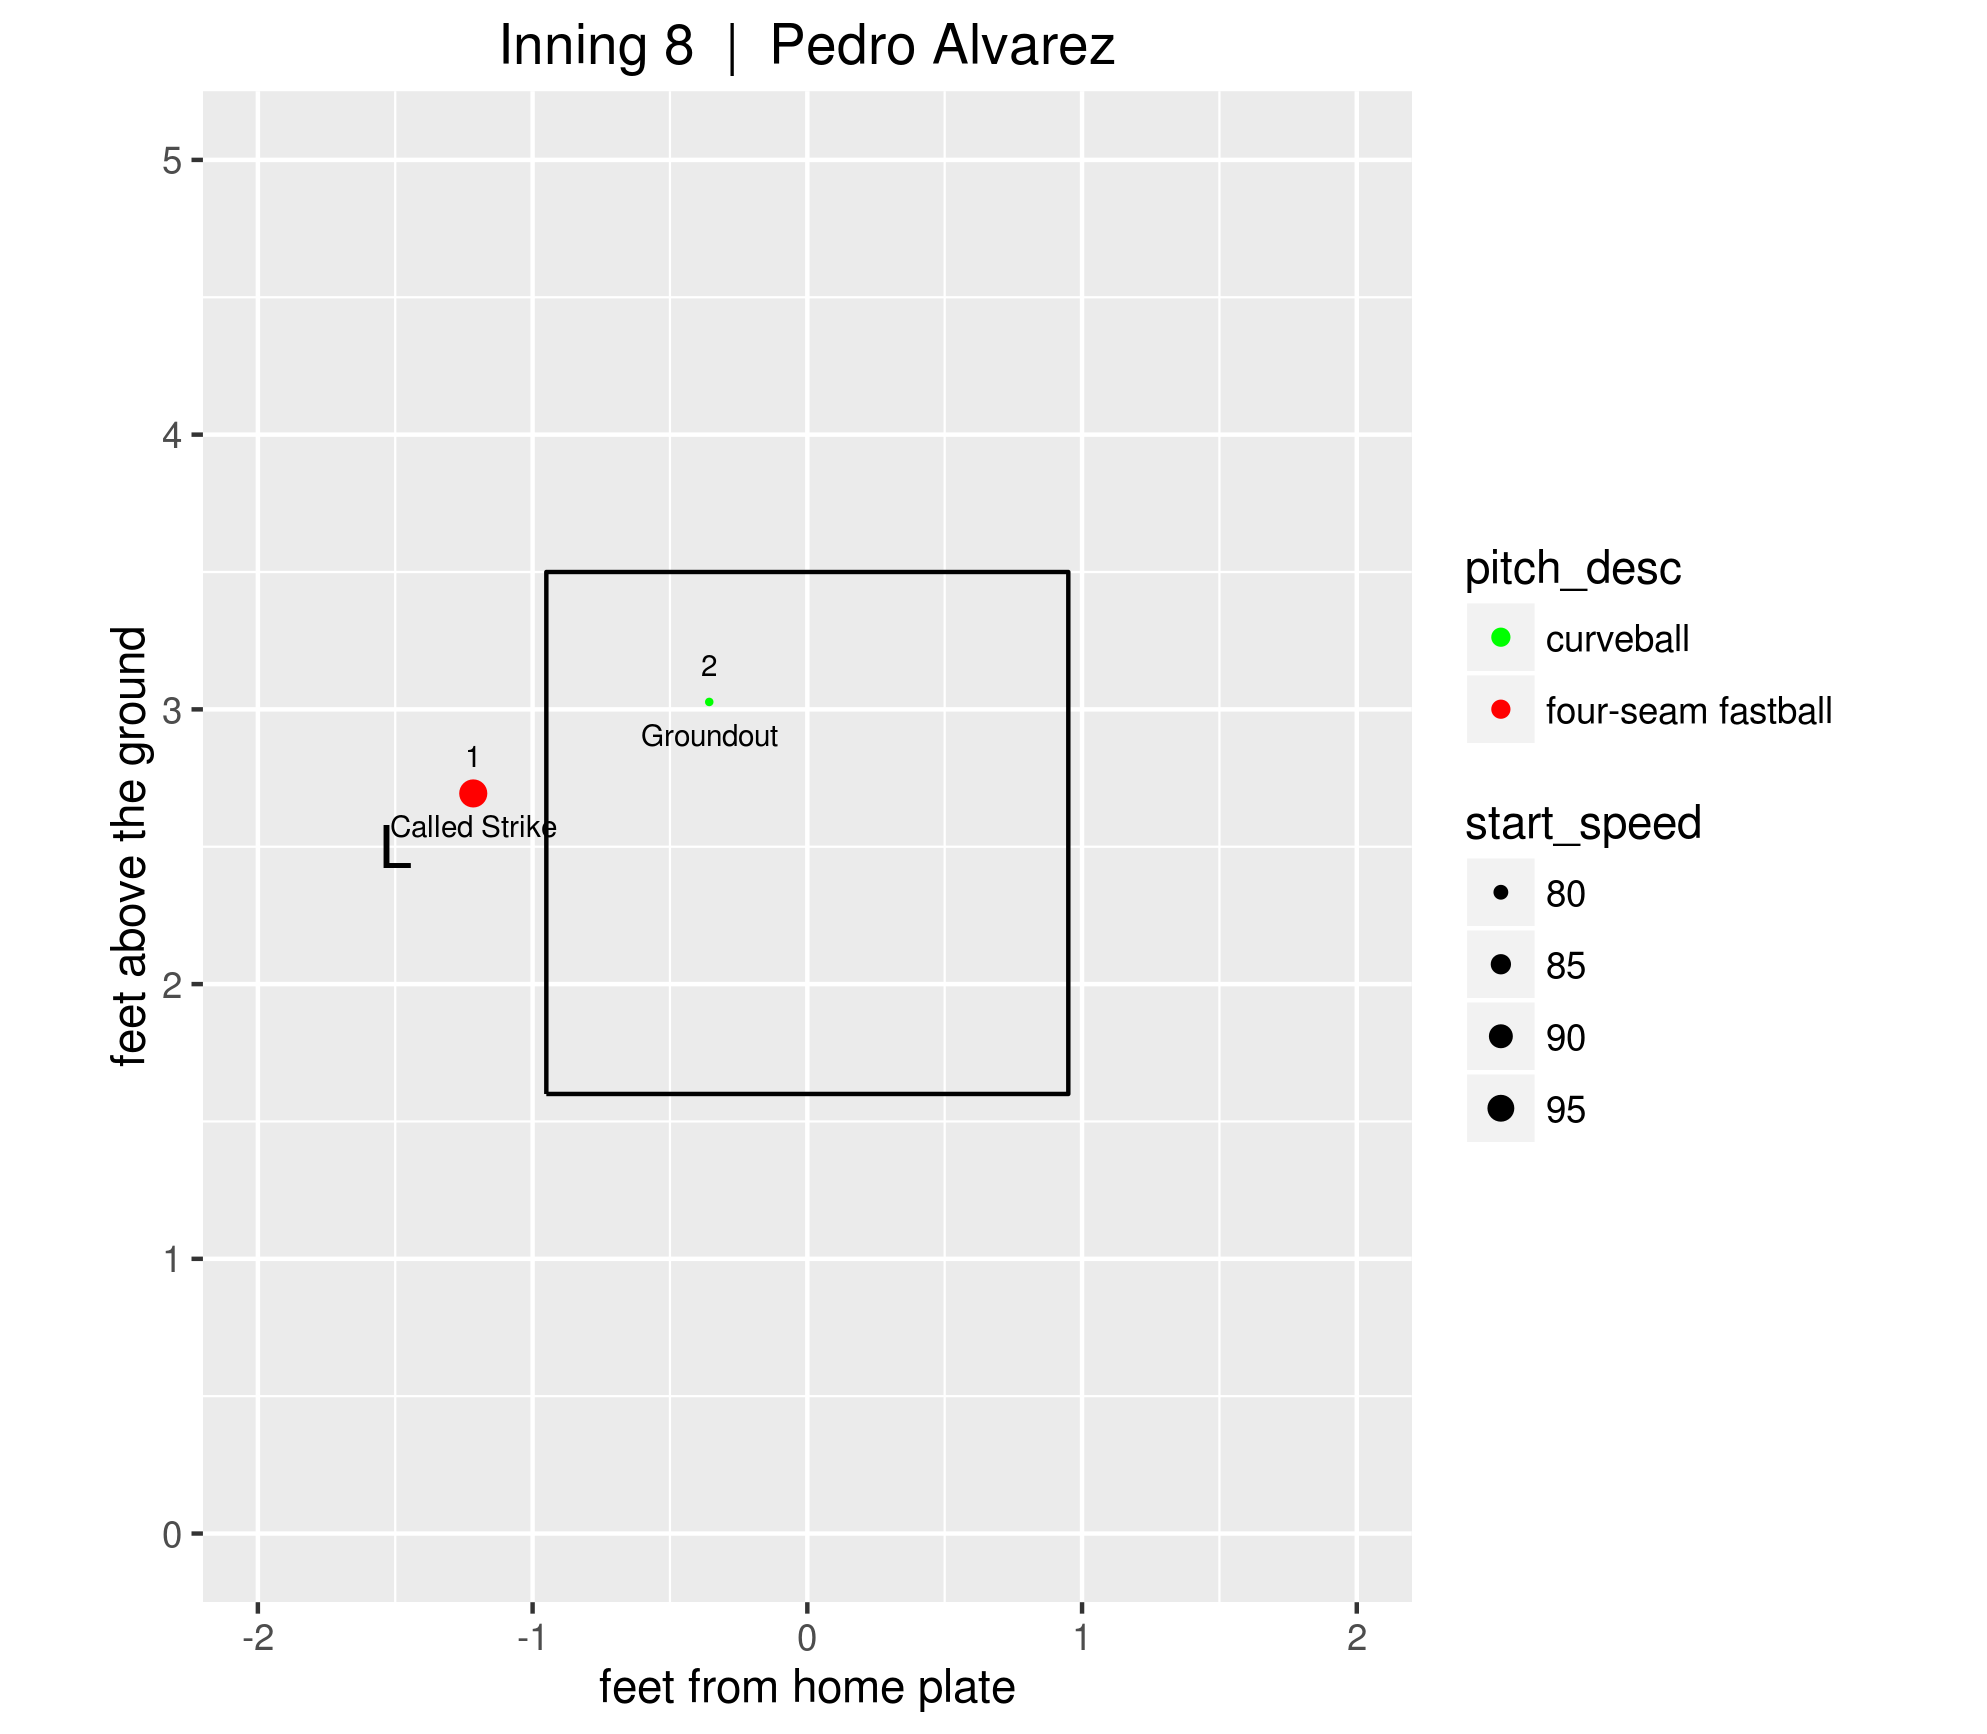 Inning 8 | Pedro Alvarez
feet above the ground
5
4
3
2
1
0
2
Groundout
1
Called Strike
L
-2
-1
0
1
2
feet from home plate
pitch_desc
curveball
four-seam fastball
start_speed
80
85
90
95